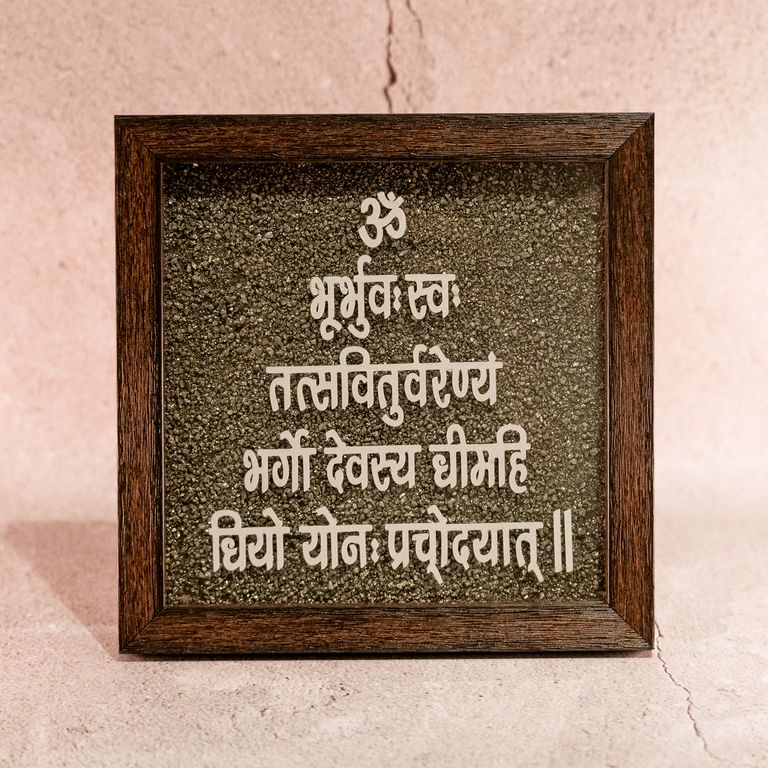 ॐ
भूर्भुवः स्वः
तत्सवितुर्वरेण्यं
भर्गो देवस्य धीमहि
धियो योनः प्रच्ोदयात् ॥